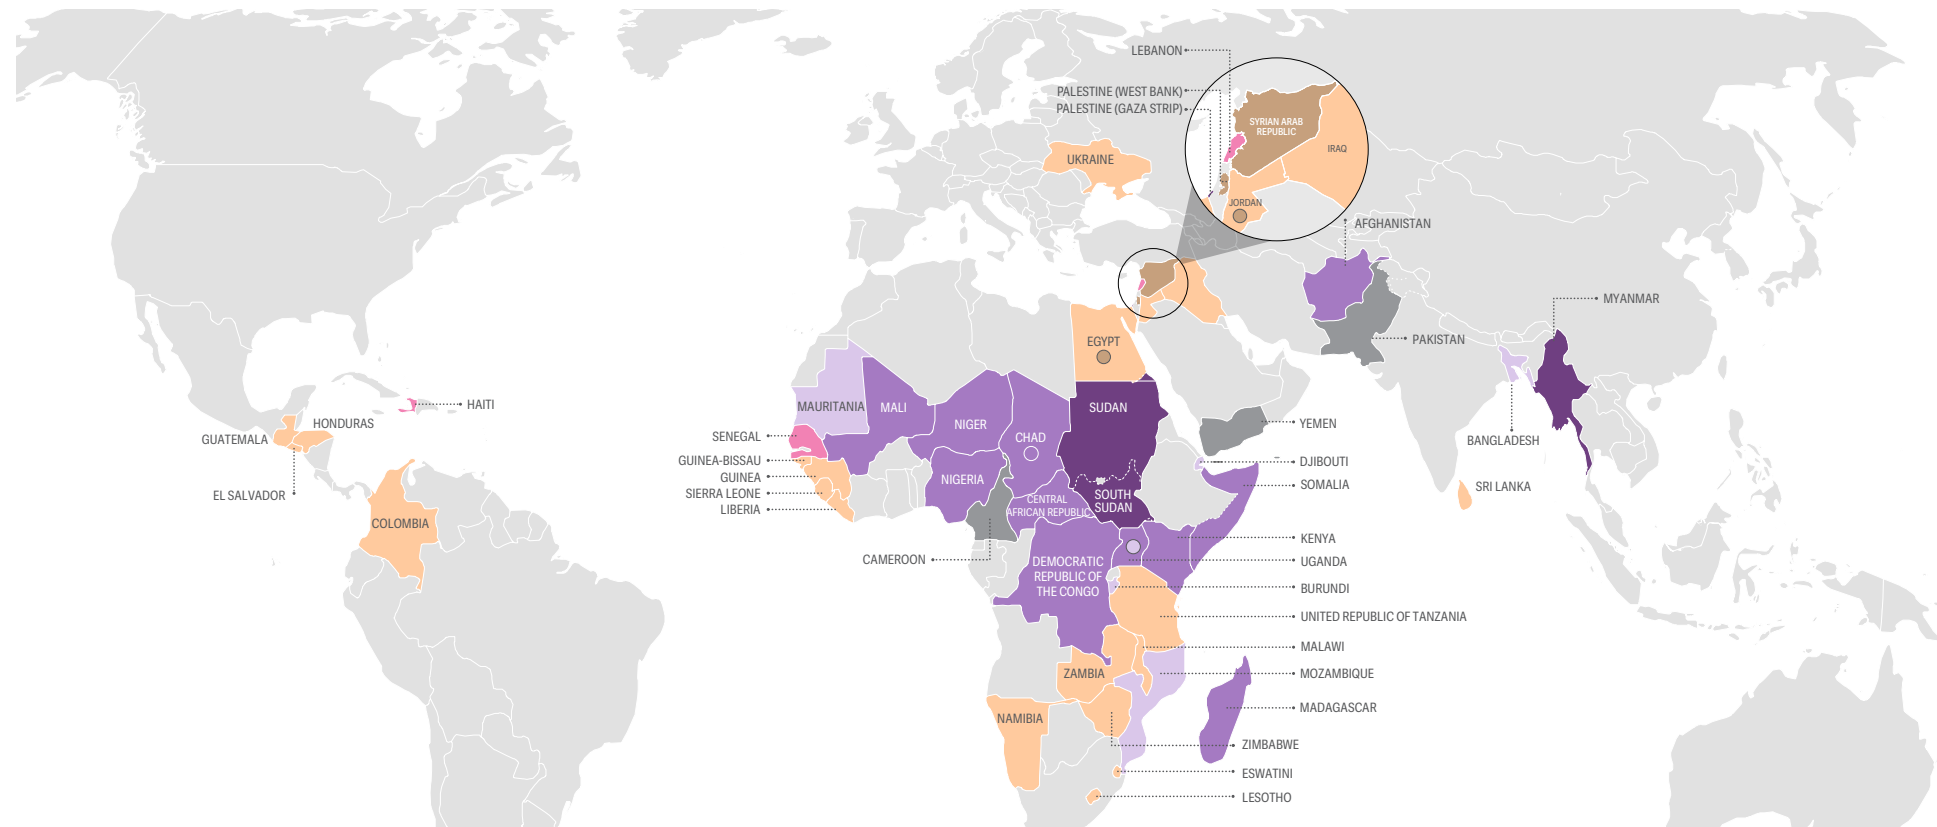 LEBANON
PALESTINE (WEST BANK)
PALESTINE (GAZA STRIP)
SYRIAN ARAB
REPUBLIC
IRAQ
JORDAN
UKRAINE
AFGHANISTAN
MYANMAR
PAKISTAN
EGYPT
HAITI
HONDURAS
GUATEMALA
EL SALVADOR
COLOMBIA
MAURITANIA
MALI
NIGER
CHAD
SUDAN
YEMEN
SENEGAL
GUINEA-BISSAU
GUINEA
SIERRA LEONE
LIBERIA
NIGERIA
CENTRAL
AFRICAN REPUBLIC
SOUTH
SUDAN
BANGLADESH
DJIBOUTI
SOMALIA
SRI LANKA
CAMEROON
DEMOCRATIC
REPUBLIC OF
THE CONGO
KENYA
UGANDA
BURUNDI
UNITED REPUBLIC OF TANZANIA
MALAWI
ZAMBIA
MOZAMBIQUE
MADAGASCAR
NAMIBIA
ZIMBABWE
ESWATINI
LESOTHO